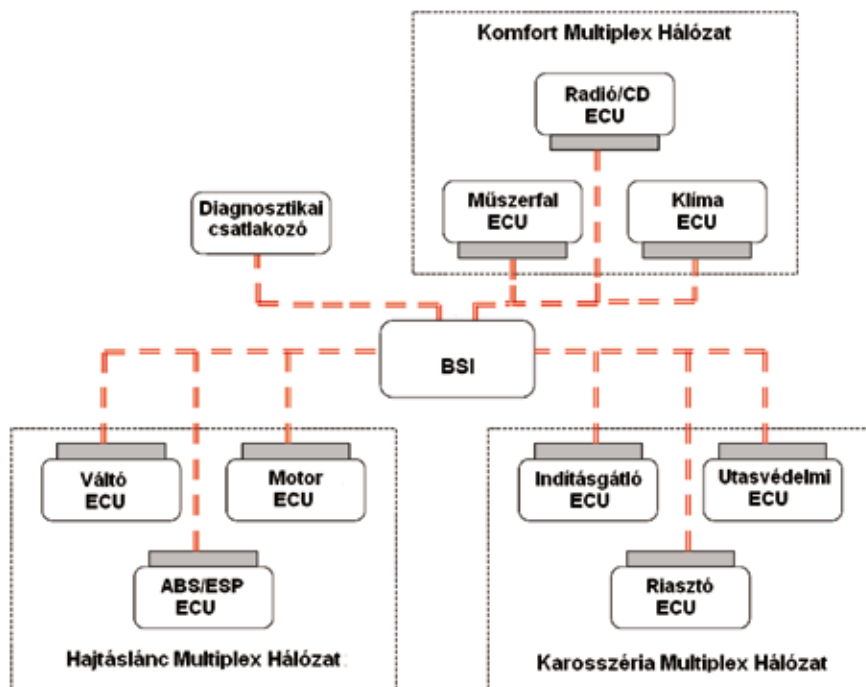 Komfort Multiplex Hálózat
Radió/CD
ECU
Műszerfal
ECU
Klíma
ECU
Diagnosztikai
csatlakozó
BSI
Váltó
ECU
Motor
ECU
ABS/ESP
ECU
Hajtáslánc Multiplex Hálózat
Indításgátló
ECU
Utasvédelmi
ECU
Riasztó
ECU
Karosszéria Multiplex Hálózat